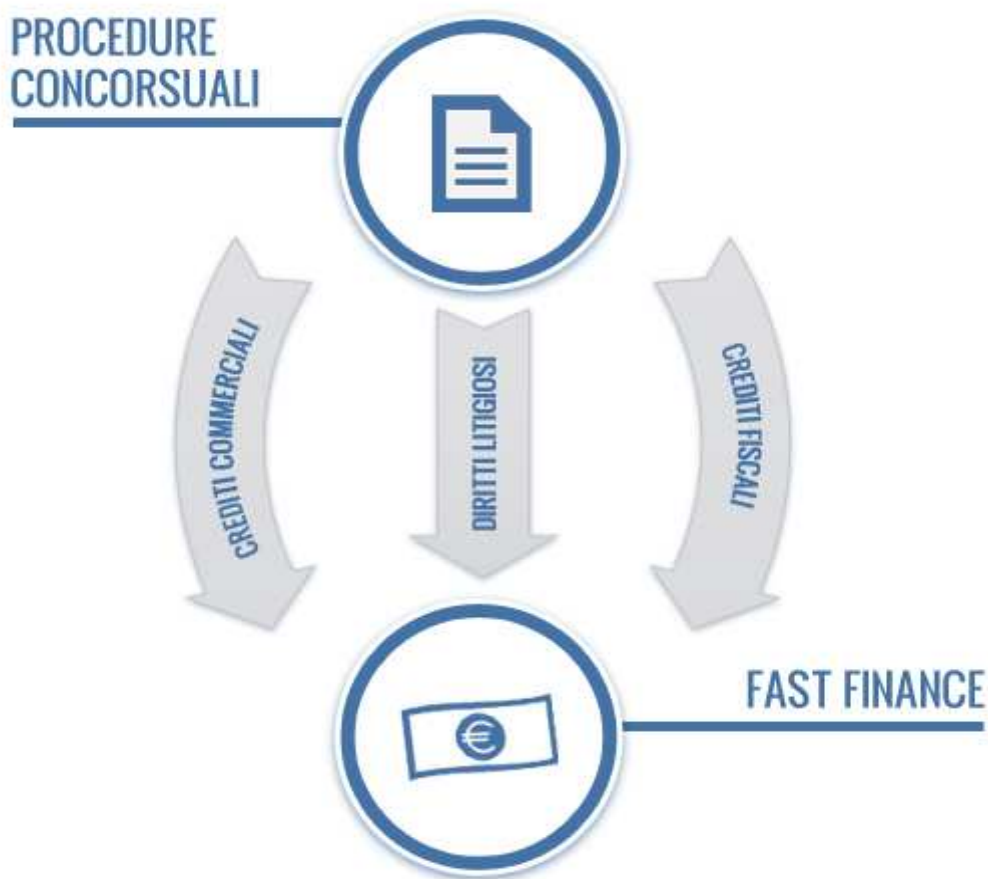 PROCEDURE
CONCORSUALI
CREDITI COMMERCIALI
DIRITTI LITIGIOSI
CREDITI FISCALI
€
FAST FINANCE